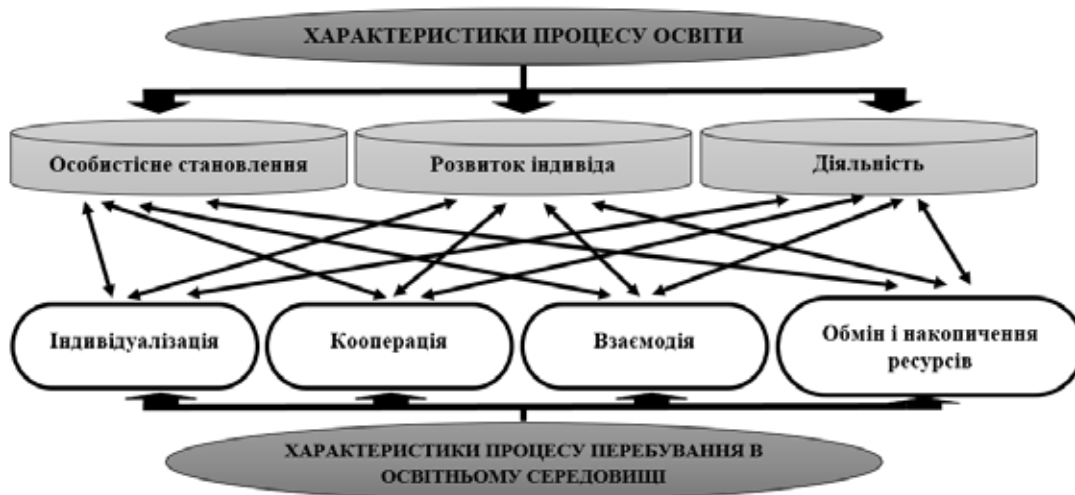 ХАРАКТЕРИСТИКИ ПРОЦЕСУ ОСВІТИ
Особистісне становлення
Розвиток індивіда
Діяльність
Індивідуалізація
Кооперація
Взаємодія
Обмін і накопичення
ресурсів
ХАРАКТЕРИСТИКИ ПРОЦЕСУ ПЕРЕБУВАННЯ В
ОСВІТНЬОМУ СЕРЕДОВИЩІ